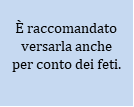 È raccomandato
versarla anche
per conto dei feti.